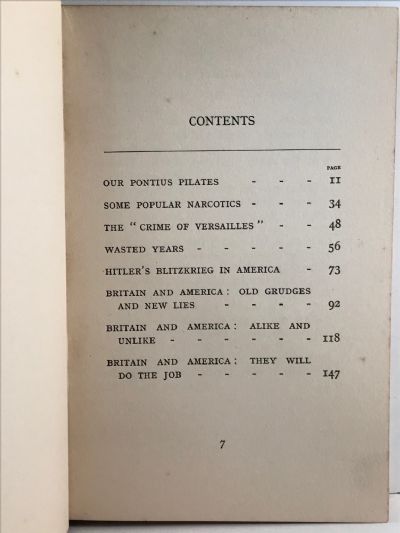 CONTENTS
PAGE
OUR PONTIUS PILATES - - - 11
SOME POPULAR NARCOTICS - - - 34
THE "CRIME OF VERSAILLES" - - 48
WASTED YEARS - - - - - 56
HITLER'S BLITZKRIEG IN AMERICA - 73
BRITAIN AND AMERICA: OLD GRUDGES
AND NEW LIES - - - - 92
BRITAIN AND AMERICA: ALIKE AND
UNLIKE - - - - - - 118
BRITAIN AND AMERICA: THEY WILL
DO THE JOB - - - - - 147
7